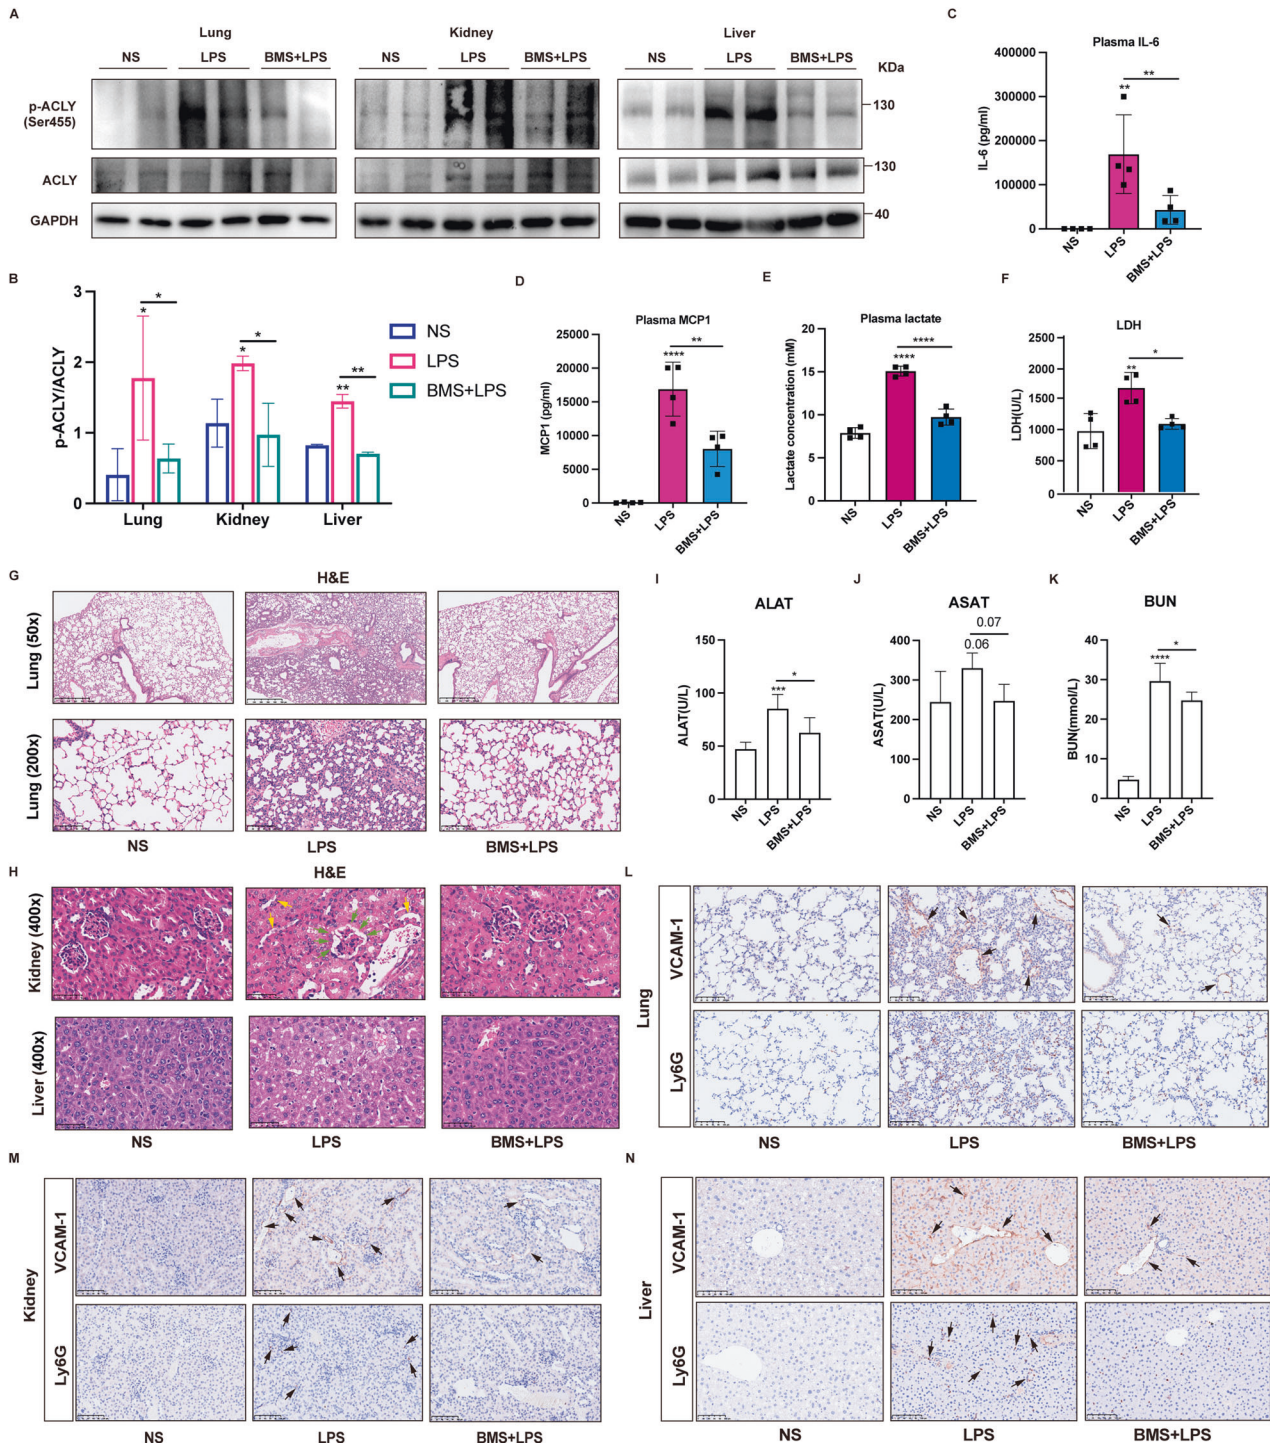 A
Lung
Kidney
Liver
NS
LPS
BMS+LPS
NS
LPS
BMS+LPS
NS
LPS
BMS+LPS
KDa
p-ACLY
(Ser455)
130
ACLY
130
GAPDH
40
B
p-ACLY/ACLY
3
2
1
0
*
*
*
*
**
**
Lung
Kidney
Liver
NS
LPS
BMS+LPS
C
Plasma IL-6
IL-6 (pg/ml)
400000
300000
200000
100000
0
**
**
NS
LPS
BMS+LPS
D
Plasma MCP1
MCP1 (pg/ml)
25000
20000
15000
10000
5000
0
****
**
NS
LPS
BMS+LPS
E
Plasma lactate
Lactate concentration (mM)
20
15
10
5
0
****
****
NS
LPS
BMS+LPS
F
LDH
LDH(U/L)
2500
2000
1500
1000
500
0
**
*
NS
LPS
BMS+LPS
G
H&E
Lung (50x)
Lung (200x)
NS
LPS
BMS+LPS
I
ALAT
ALAT(U/L)
150
100
50
0
***
*
NS
LPS
BMS+LPS
J
ASAT
ASAT(U/L)
400
300
200
100
0
0.07
0.06
NS
LPS
BMS+LPS
K
BUN
BUN(mmol/L)
40
30
20
10
0
****
*
NS
LPS
BMS+LPS
H
H&E
Kidney (400x)
Liver (400x)
NS
LPS
BMS+LPS
L
Lung
VCAM-1
Ly6G
NS
LPS
BMS+LPS
M
Kidney
VCAM-1
Ly6G
NS
LPS
BMS+LPS
N
Liver
VCAM-1
Ly6G
NS
LPS
BMS+LPS